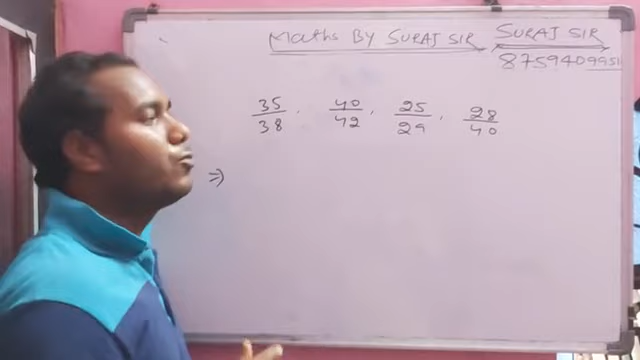 Maths BY SURAJ SIR, SURAJ SIR
8759409951
35/38 , 40/42 , 25/29 , 28/40
⇒